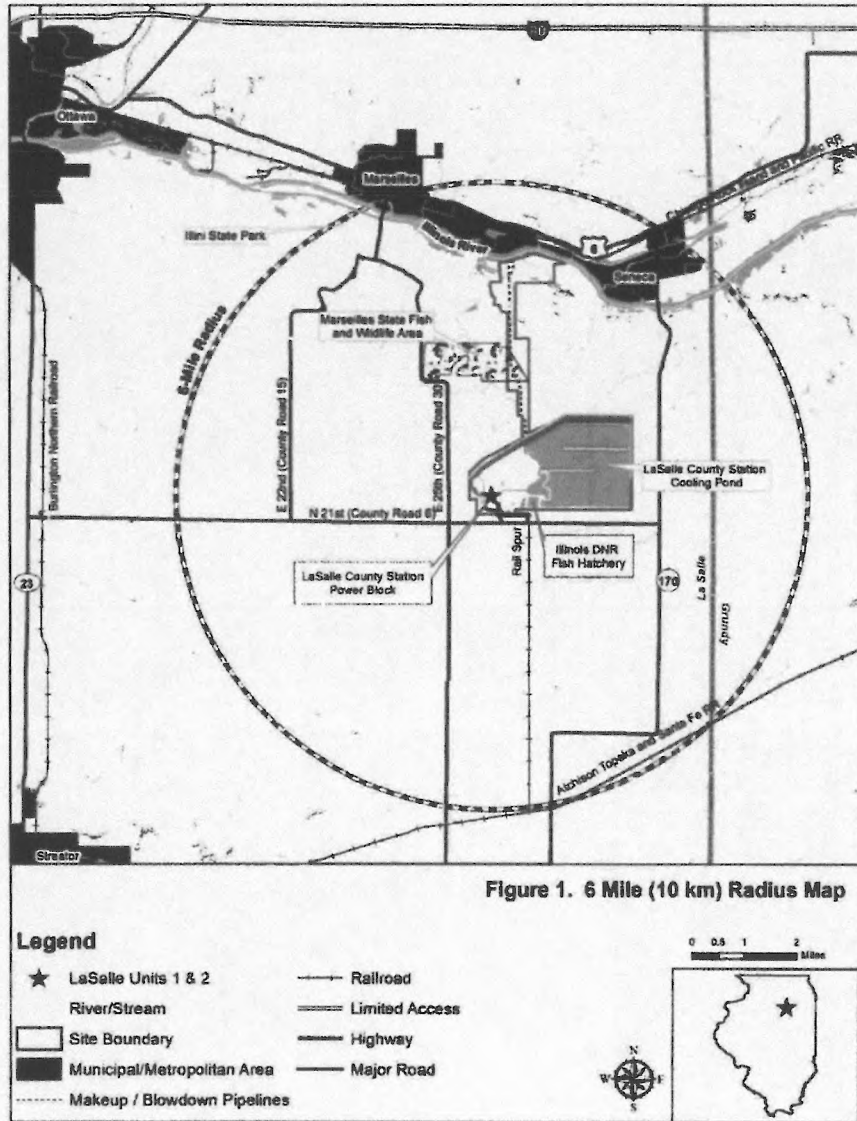 80
Ottawa
Marseilles
Illini State Park
Illinois River
6
Seneca
Island and Pacific RR
Marseilles State Fish
and Wildlife Area
6-Mile Radius
Burlington Northern Railroad
E 22nd (County Road 15)
E 25th (County Road 30)
LaSalle County Station
Cooling Pond
N 21st (County Road 6)
Rail Spur
Illinois DNR
Fish Hatchery
LaSalle County Station
Power Block
23
170
La Salle
Grundy
Atchison Topeka and Santa Fe RR
Streator
Figure 1. 6 Mile (10 km) Radius Map
Legend
LaSalle Units 1 & 2
River/Stream
Site Boundary
Municipal/Metropolitan Area
Makeup / Blowdown Pipelines
Railroad
Limited Access
Highway
Major Road
0 0.5 1 2
Miles
N
W E
S